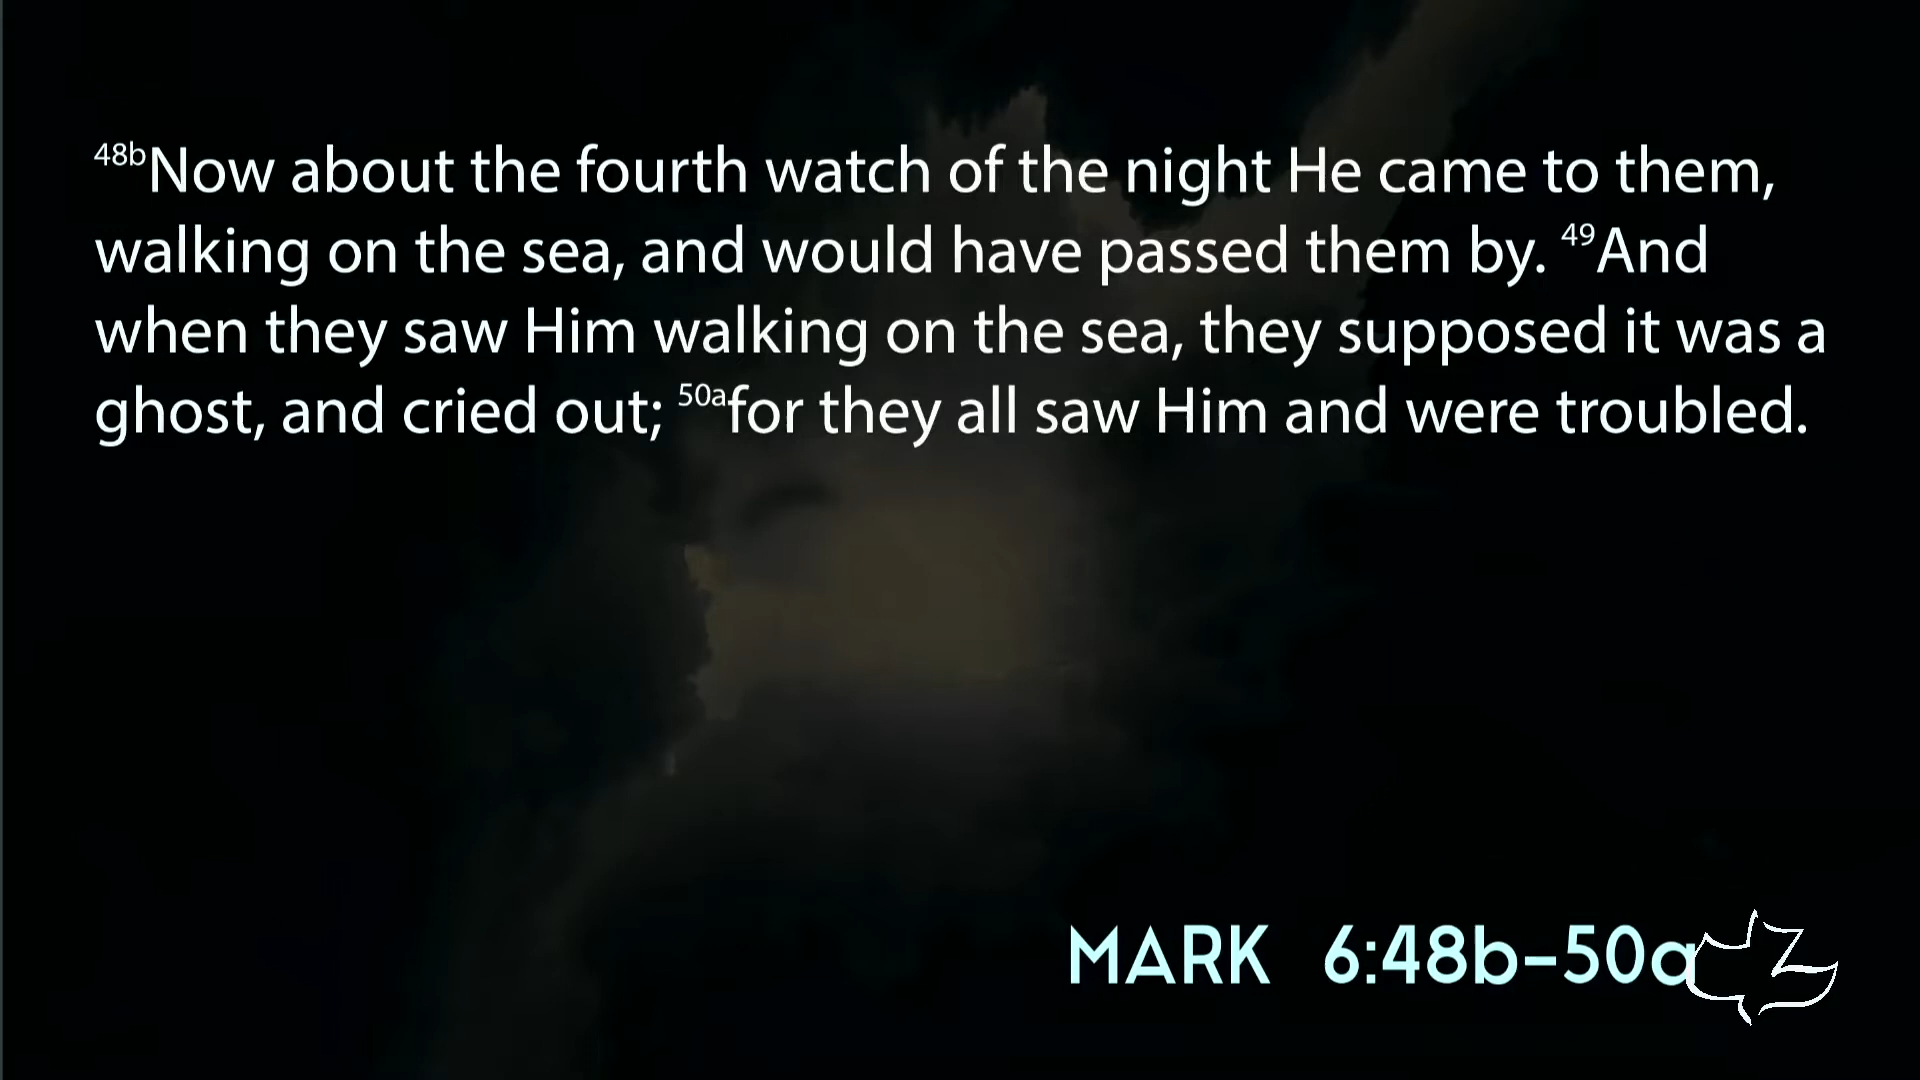 48bNow about the fourth watch of the night He came to them,
walking on the sea, and would have passed them by. 49And
when they saw Him walking on the sea, they supposed it was a
ghost, and cried out; 50afor they all saw Him and were troubled.
MARK 6:48b–50a
Z